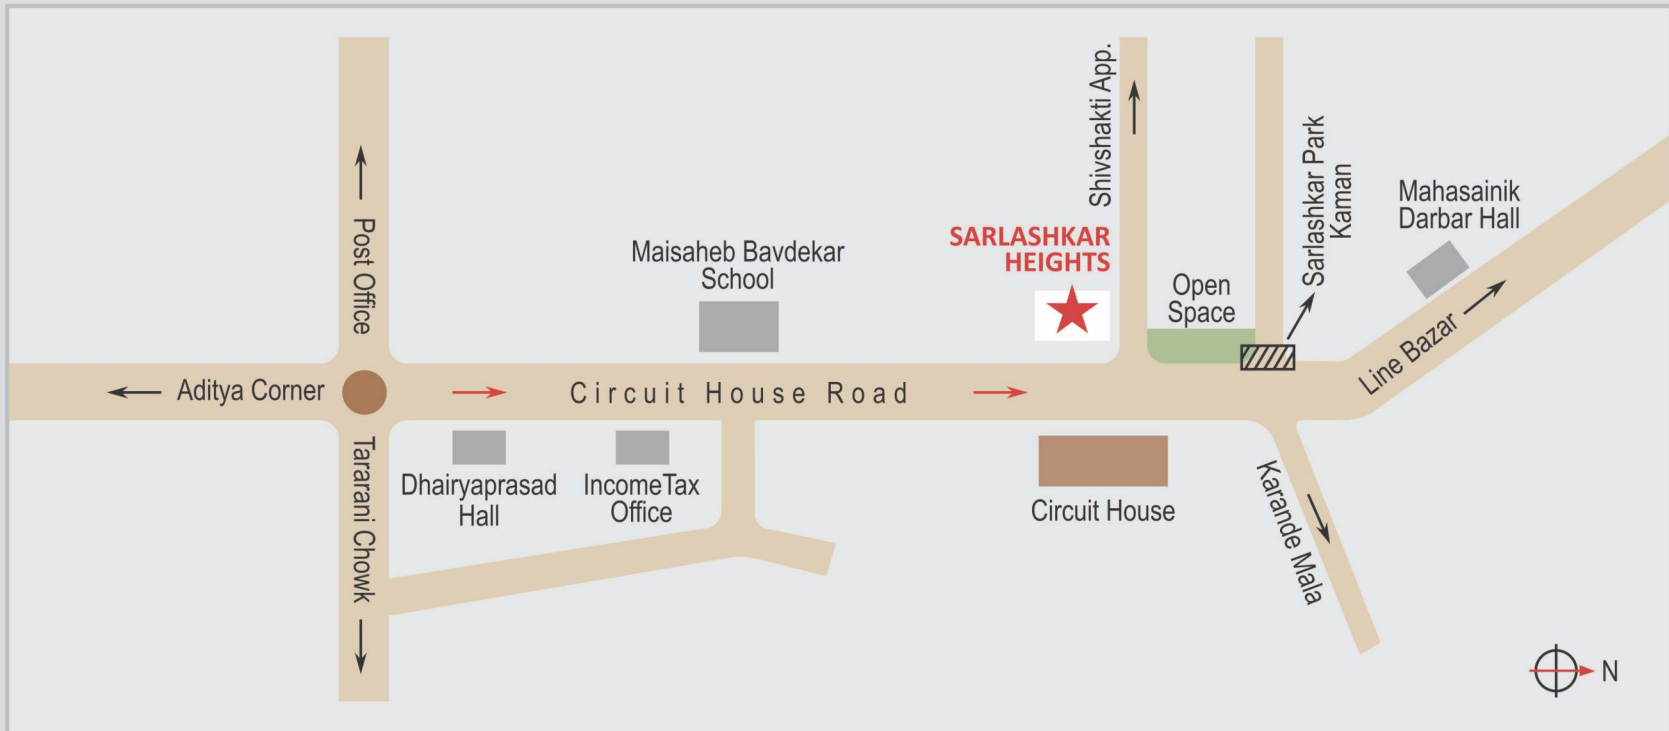 Shivshakti App.
Sarlashkar Park
Kaman
Mahasainik
Darbar Hall
Post Office
Maisaheb Bavdekar
School
SARLASHKAR
HEIGHTS
Open
Space
Aditya Corner
Circuit House Road
Line Bazar
Tararani Chowk
Dhairyaprasad
Hall
IncomeTax
Office
Circuit House
Karande Mala
N